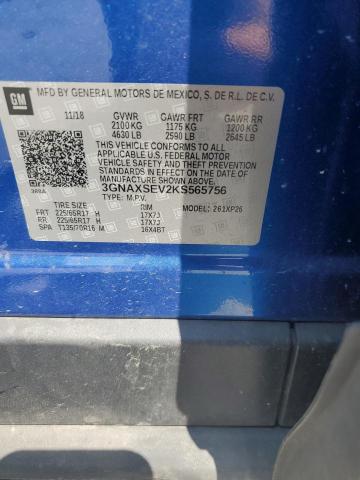 GM
MFD BY GENERAL MOTORS DE MEXICO, S. DE R.L. DE C.V.
11/18 GVWR GAWR FRT GAWR RR
2100 KG 1175 KG 1200 KG
4630 LB 2590 LB 2645 LB
THIS VEHICLE CONFORMS TO ALL
APPLICABLE U.S. FEDERAL MOTOR
VEHICLE SAFETY, BUMPER, AND THEFT
PREVENTION STANDARDS IN EFFECT ON
THE DATE OF MANUFACTURE SHOWN ABOVE.
3GNAXSEV2KS565756
TYPE: M.P.V. MODEL: 261XP26
TIRE SIZE RIM
FRT 225/65R17 H 17X7J
RR 225/65R17 H 17X7J
SPA T135/70R16 M 16X4BT